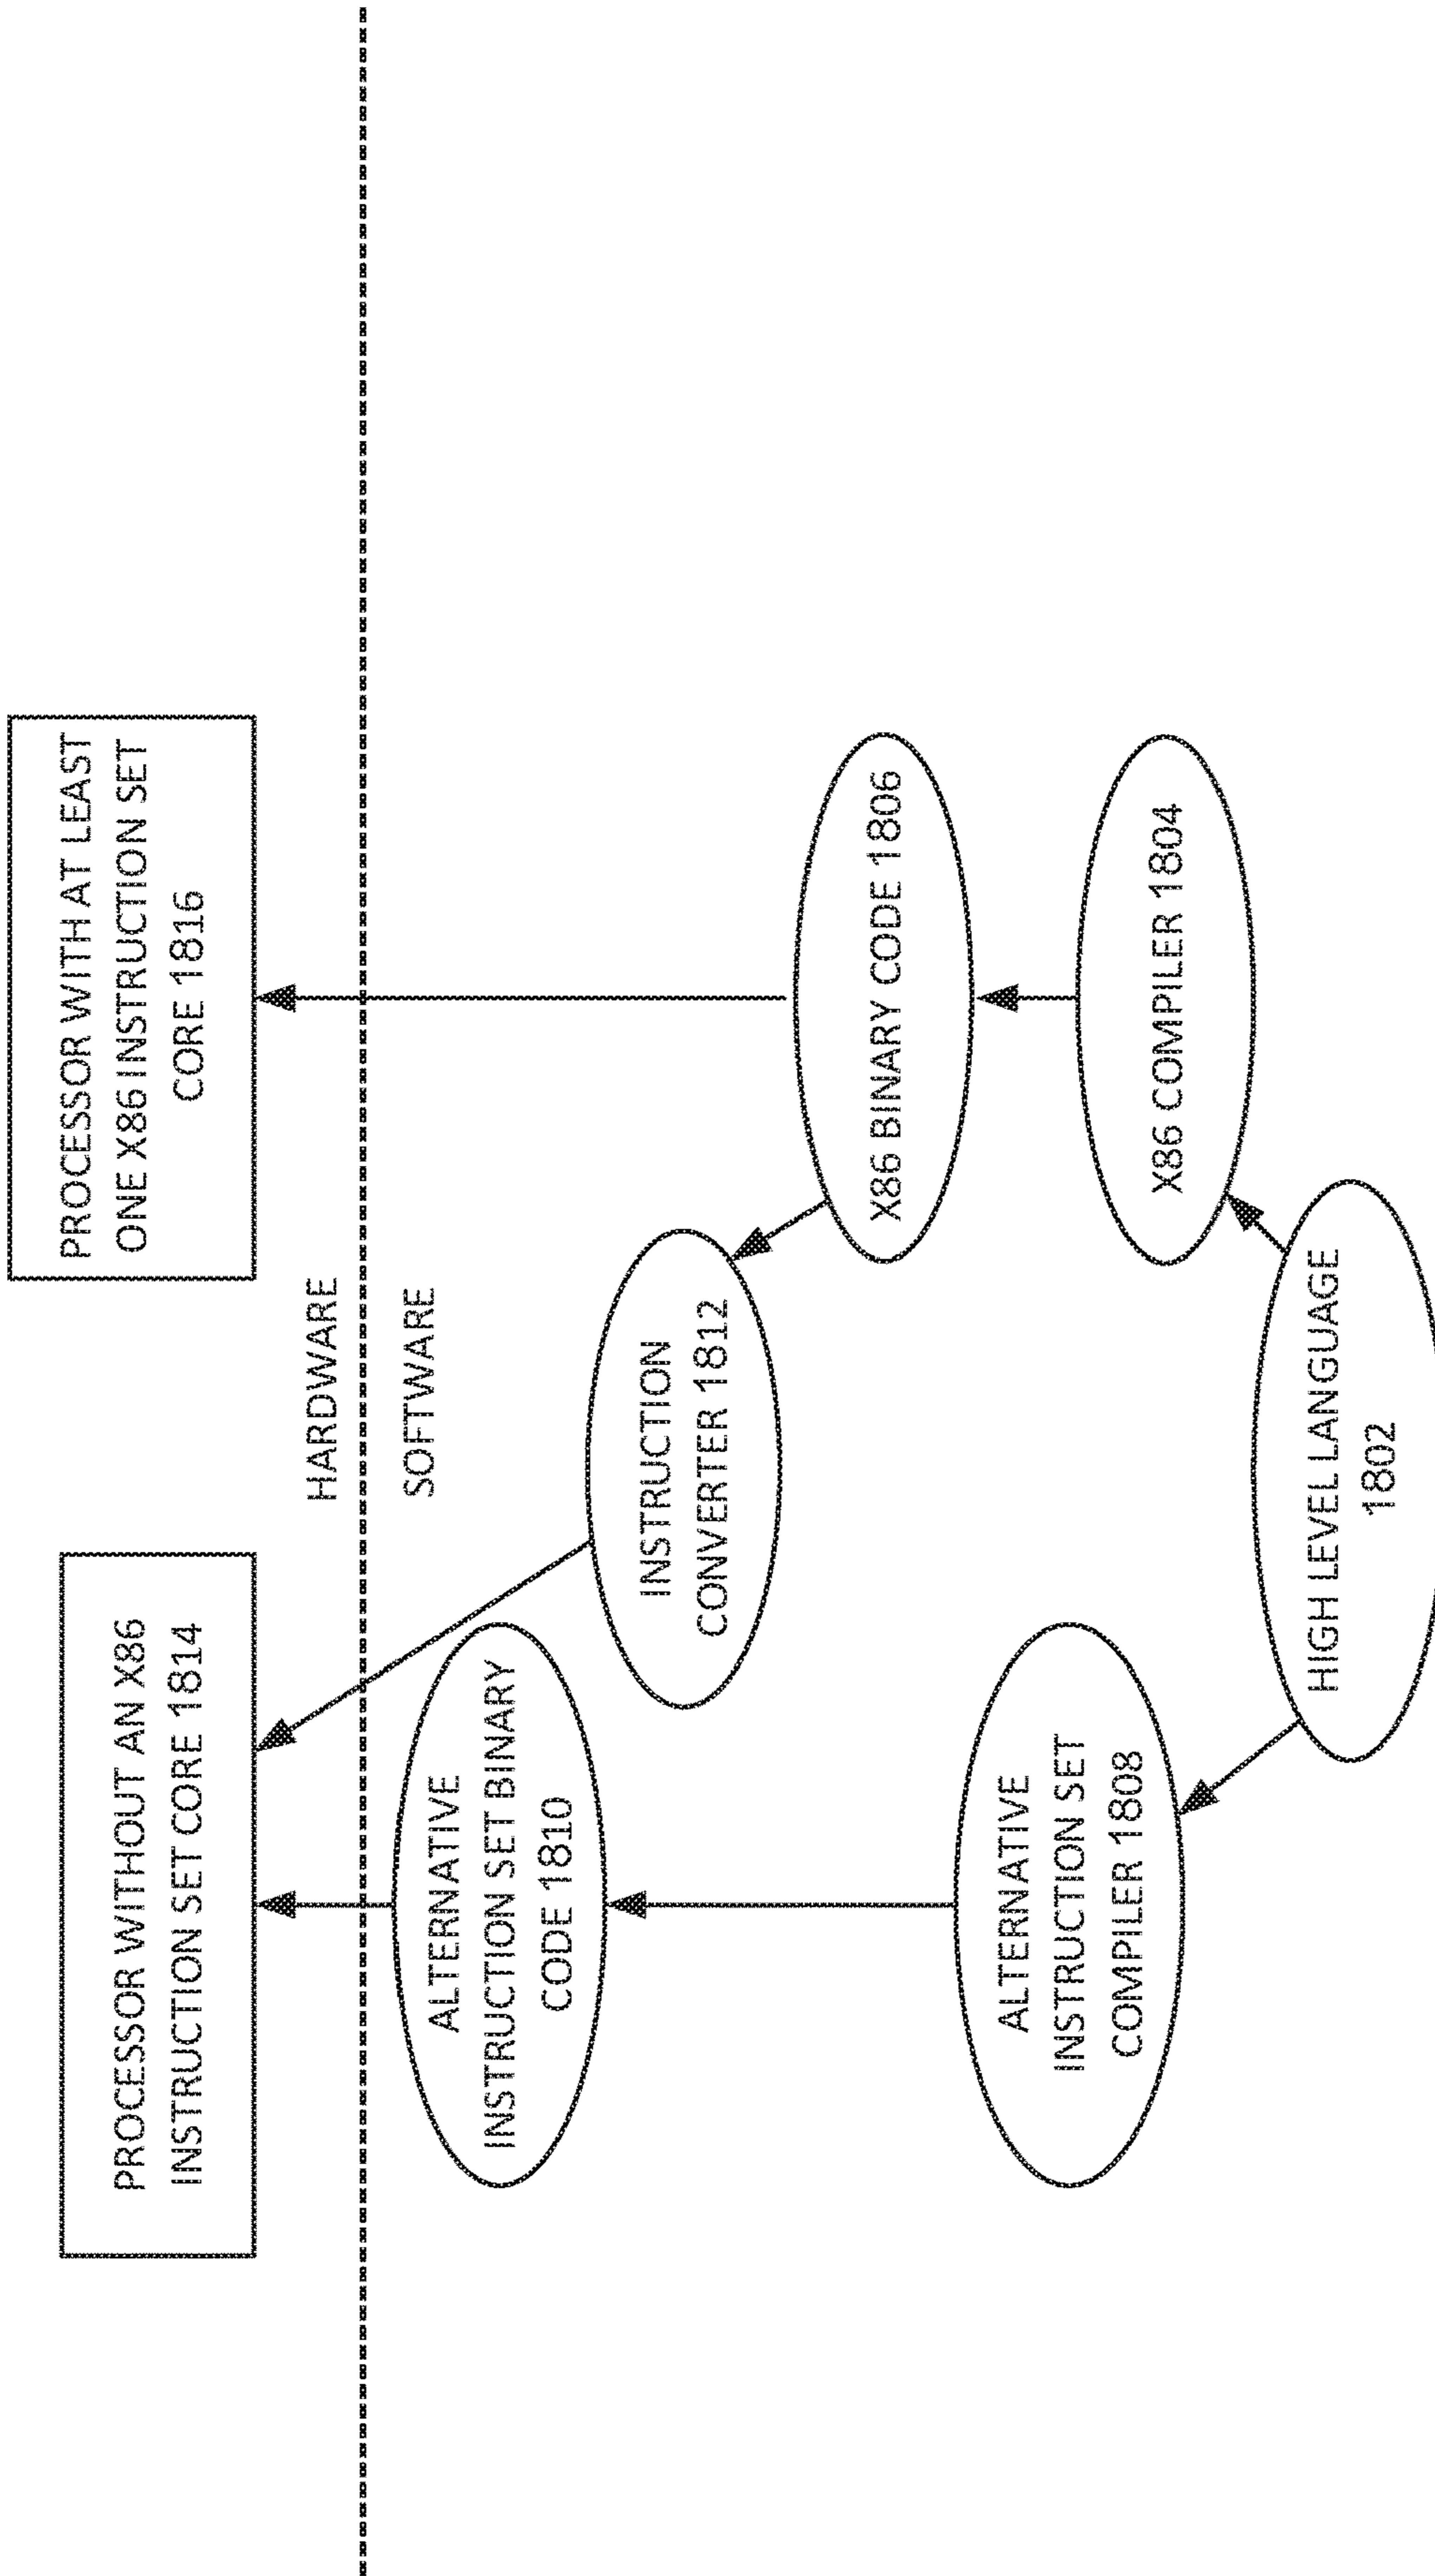 PROCESSOR WITHOUT AN X86
INSTRUCTION SET CORE 1814
PROCESSOR WITH AT LEAST
ONE X86 INSTRUCTION SET
CORE 1816
HARDWARE
SOFTWARE
ALTERNATIVE
INSTRUCTION SET BINARY
CODE 1810
INSTRUCTION
CONVERTER 1812
X86 BINARY CODE 1806
ALTERNATIVE
INSTRUCTION SET
COMPILER 1808
X86 COMPILER 1804
HIGH LEVEL LANGUAGE
1802